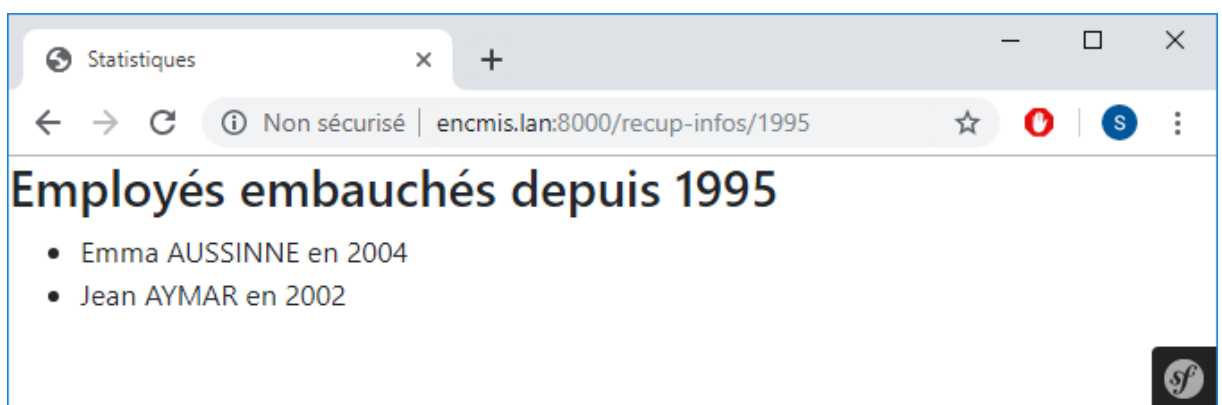 Statistiques
Non sécurisé | encmis.lan:8000/recup-infos/1995
S
Employés embauchés depuis 1995
• Emma AUSSINNE en 2004
• Jean AYMAR en 2002
sf